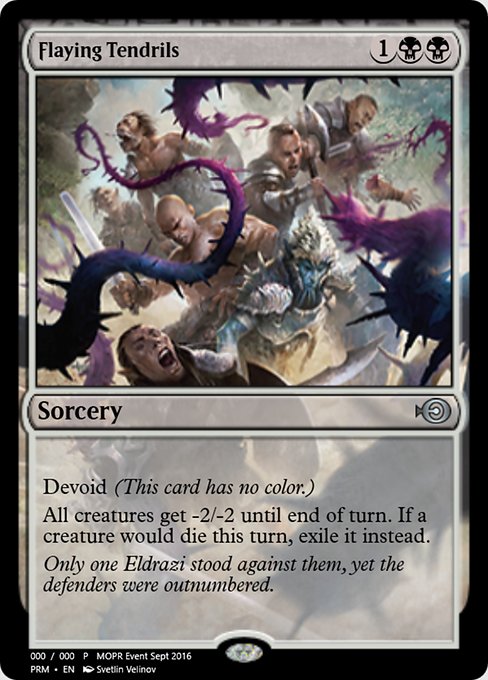 Flaying Tendrils 1
Sorcery
Devoid (This card has no color.)
All creatures get -2/-2 until end of turn. If a
creature would die this turn, exile it instead.
Only one Eldrazi stood against them, yet the
defenders were outnumbered.
000 / 000 P MOPR Event Sept 2016
PRM • EN Svetlin Velinov